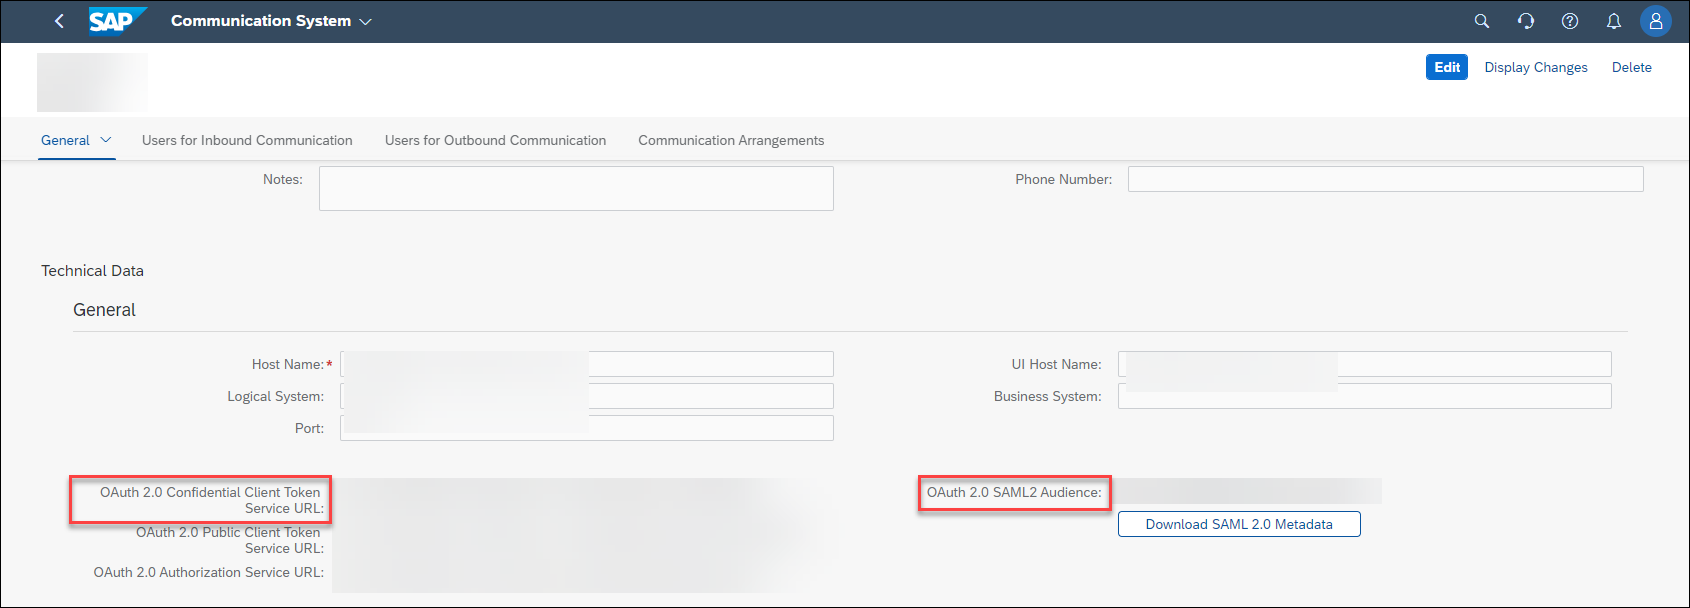 SAP Communication System
Edit Display Changes Delete
General Users for Inbound Communication Users for Outbound Communication Communication Arrangements
Notes: Phone Number:
Technical Data
General
Host Name:* UI Host Name:
Logical System: Business System:
Port:
OAuth 2.0 Confidential Client Token
Service URL:
OAuth 2.0 SAML2 Audience:
OAuth 2.0 Public Client Token
Service URL:
Download SAML 2.0 Metadata
OAuth 2.0 Authorization Service URL: